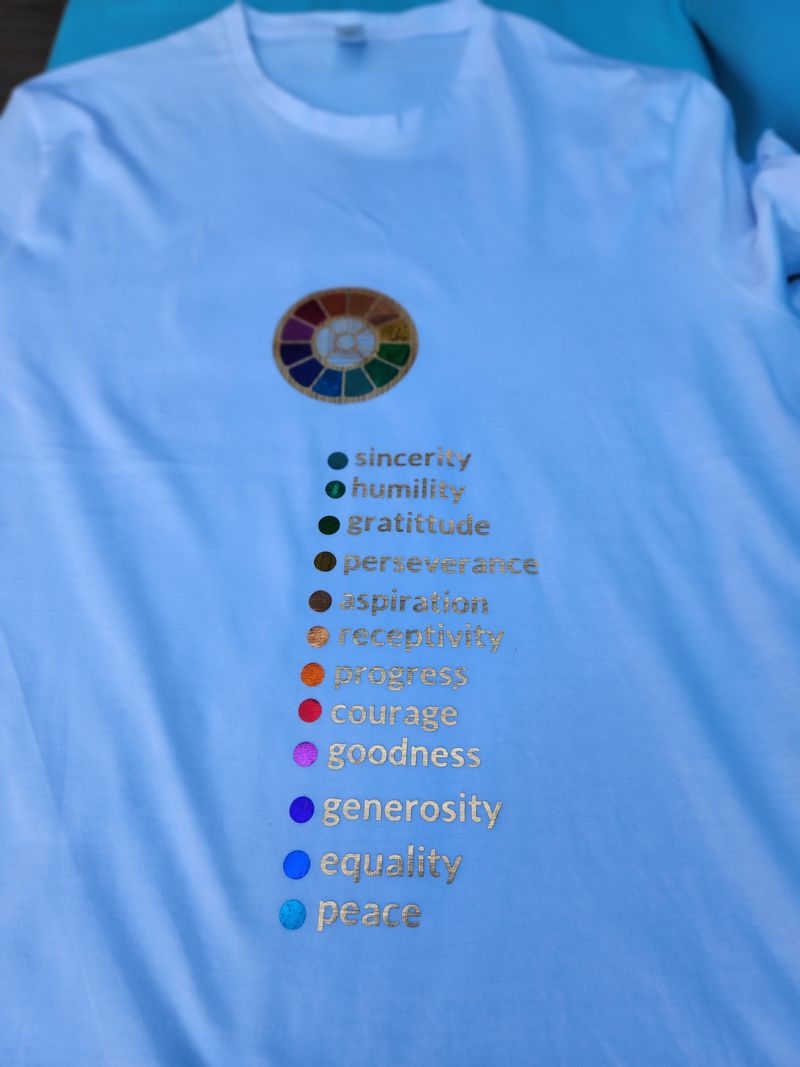 sincerity
humility
gratittude
perseverance
aspiration
receptivity
progress
courage
goodness
generosity
equality
peace